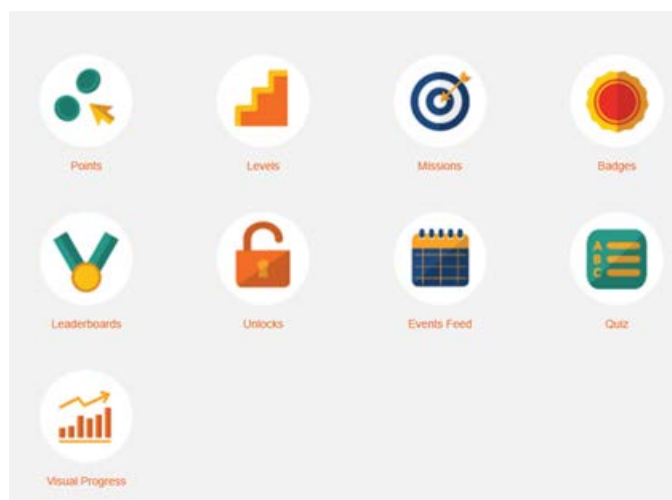 Points
Levels
Missions
Badges
Leaderboards
Unlocks
Events Feed
A
B
C
Quiz
Visual Progress